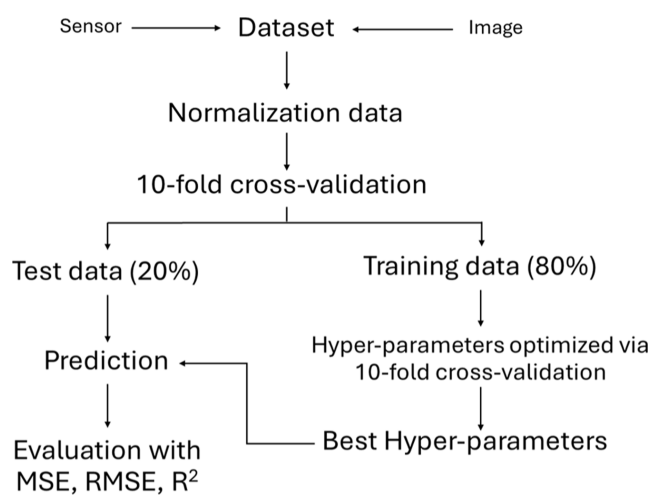 Sensor
Dataset
Image
Normalization data
10-fold cross-validation
Test data (20%)
Training data (80%)
Prediction
Hyper-parameters optimized via
10-fold cross-validation
Best Hyper-parameters
Evaluation with
MSE, RMSE, R²